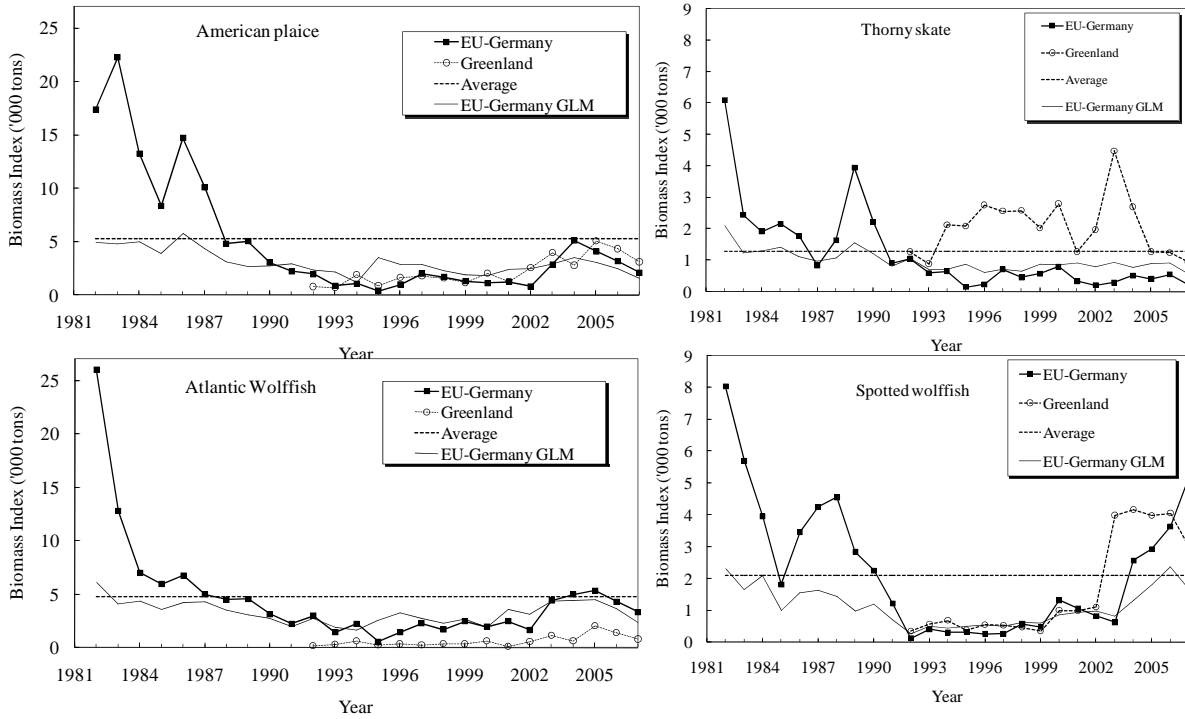 American plaice
EU-Germany
Greenland
Average
EU-Germany GLM
Biomass Index ('000 tons)
25
20
15
10
5
0
1981 1984 1987 1990 1993 1996 1999 2002 2005
Year
Thorny skate
EU-Germany
Greenland
Average
EU-Germany GLM
Biomass Index ('000 tons)
9
8
7
6
5
4
3
2
1
0
1981 1984 1987 1990 1993 1996 1999 2002 2005
Year
Atlantic Wolffish
EU-Germany
Greenland
Average
EU-Germany GLM
Biomass Index ('000 tons)
25
20
15
10
5
0
1981 1984 1987 1990 1993 1996 1999 2002 2005
Year
Spotted wolffish
EU-Germany
Greenland
Average
EU-Germany GLM
Biomass Index ('000 tons)
9
8
7
6
5
4
3
2
1
0
1981 1984 1987 1990 1993 1996 1999 2002 2005
Year